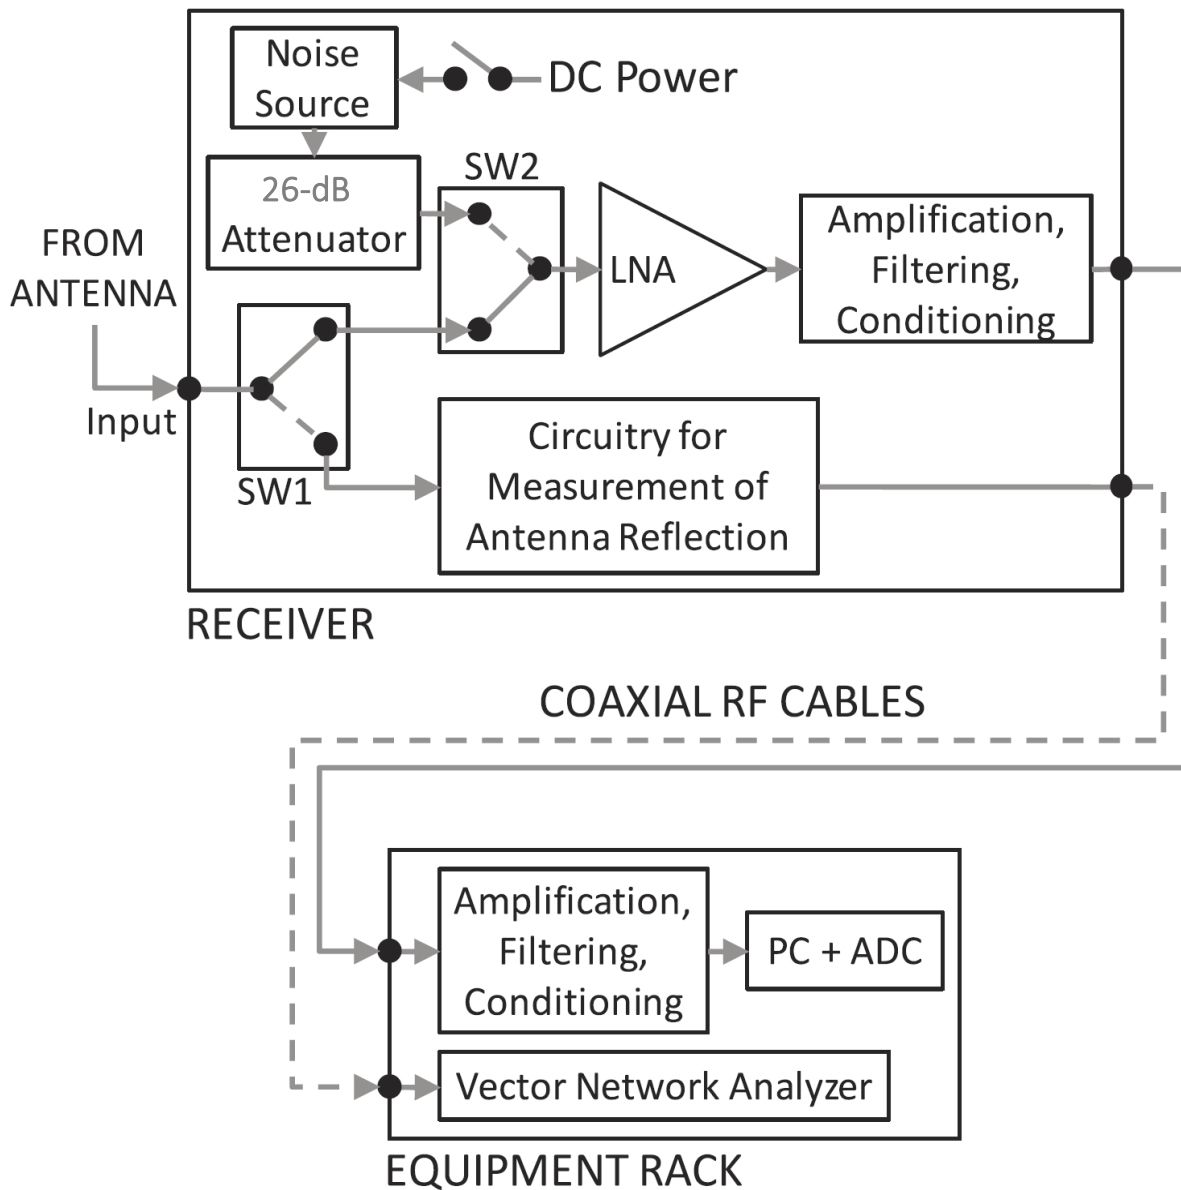 Noise
Source
DC Power
26-dB
Attenuator
SW2
FROM
ANTENNA
Input
SW1
LNA
Amplification,
Filtering,
Conditioning
Circuitry for
Measurement of
Antenna Reflection
RECEIVER
COAXIAL RF CABLES
Amplification,
Filtering,
Conditioning
PC + ADC
Vector Network Analyzer
EQUIPMENT RACK